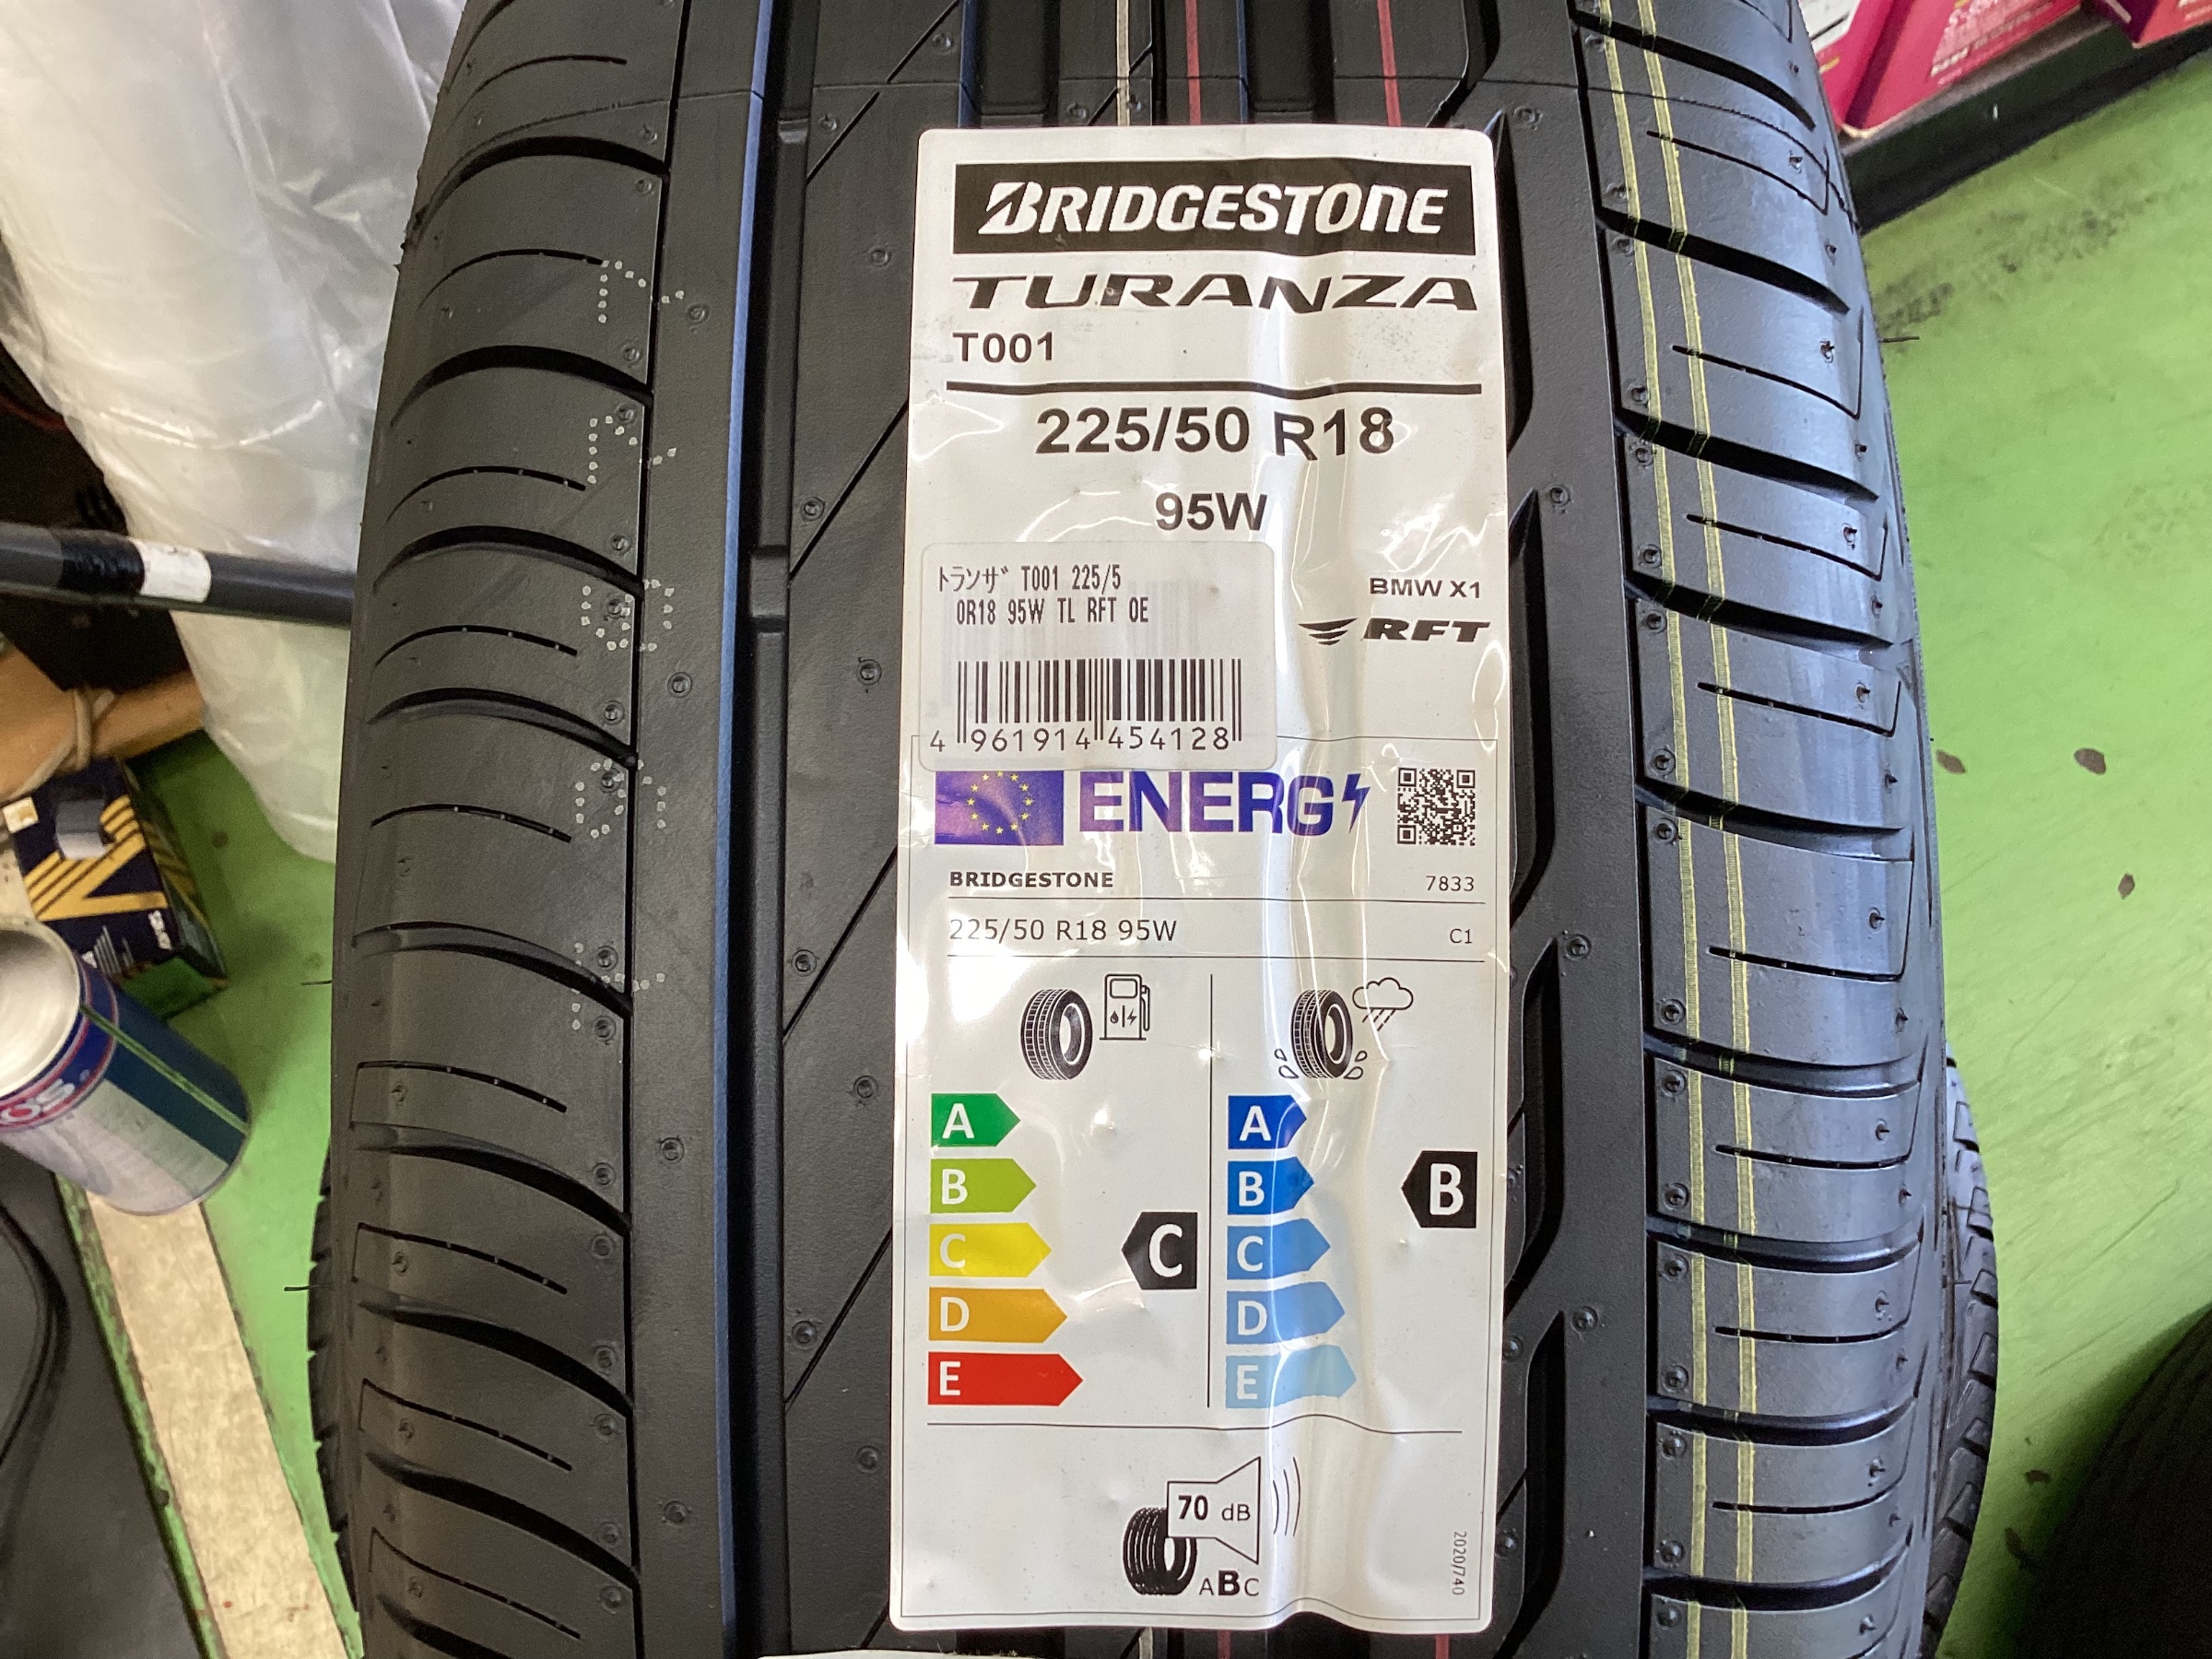 BRIDGESTONE
TURANZA
T001
225/50 R18
95W
トランザ T001 225/5
0R18 95W TL RFT OE
BMW X1
RFT
4 961914 454128
ENERG
BRIDGESTONE
7833
225/50 R18 95W
C1
A
B
C
D
E
C
A
B
C
D
E
B
70 dB
ABC
2020/740